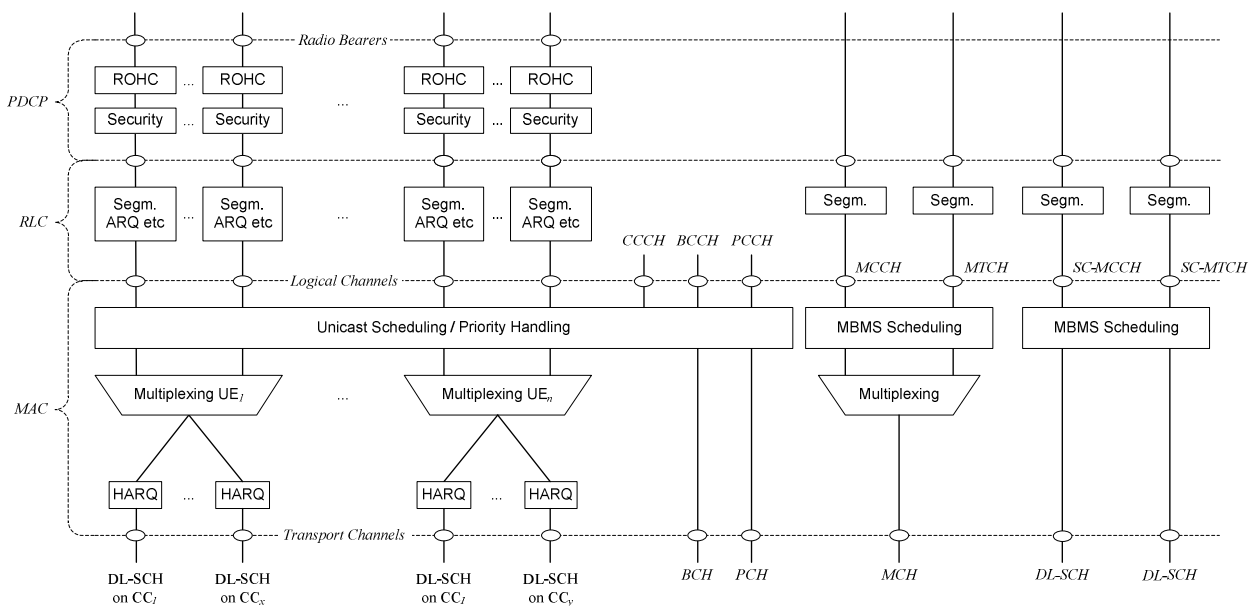 Radio Bearers
PDCP
ROHC ... ROHC ROHC ... ROHC
...
Security ... Security Security ... Security
RLC
Segm. ARQ etc ... Segm. ARQ etc ... Segm. ARQ etc ... Segm. ARQ etc
Segm. Segm. Segm. Segm.
CCCH BCCH PCCH
MCCH MTCH SC-MCCH SC-MTCH
Logical Channels
MAC
Unicast Scheduling / Priority Handling MBMS Scheduling MBMS Scheduling
Multiplexing UE1 ... Multiplexing UEn Multiplexing
HARQ ... HARQ HARQ ... HARQ
Transport Channels
DL-SCH on CC1 DL-SCH on CCx DL-SCH on CC1 DL-SCH on CCy
BCH PCH MCH DL-SCH DL-SCH